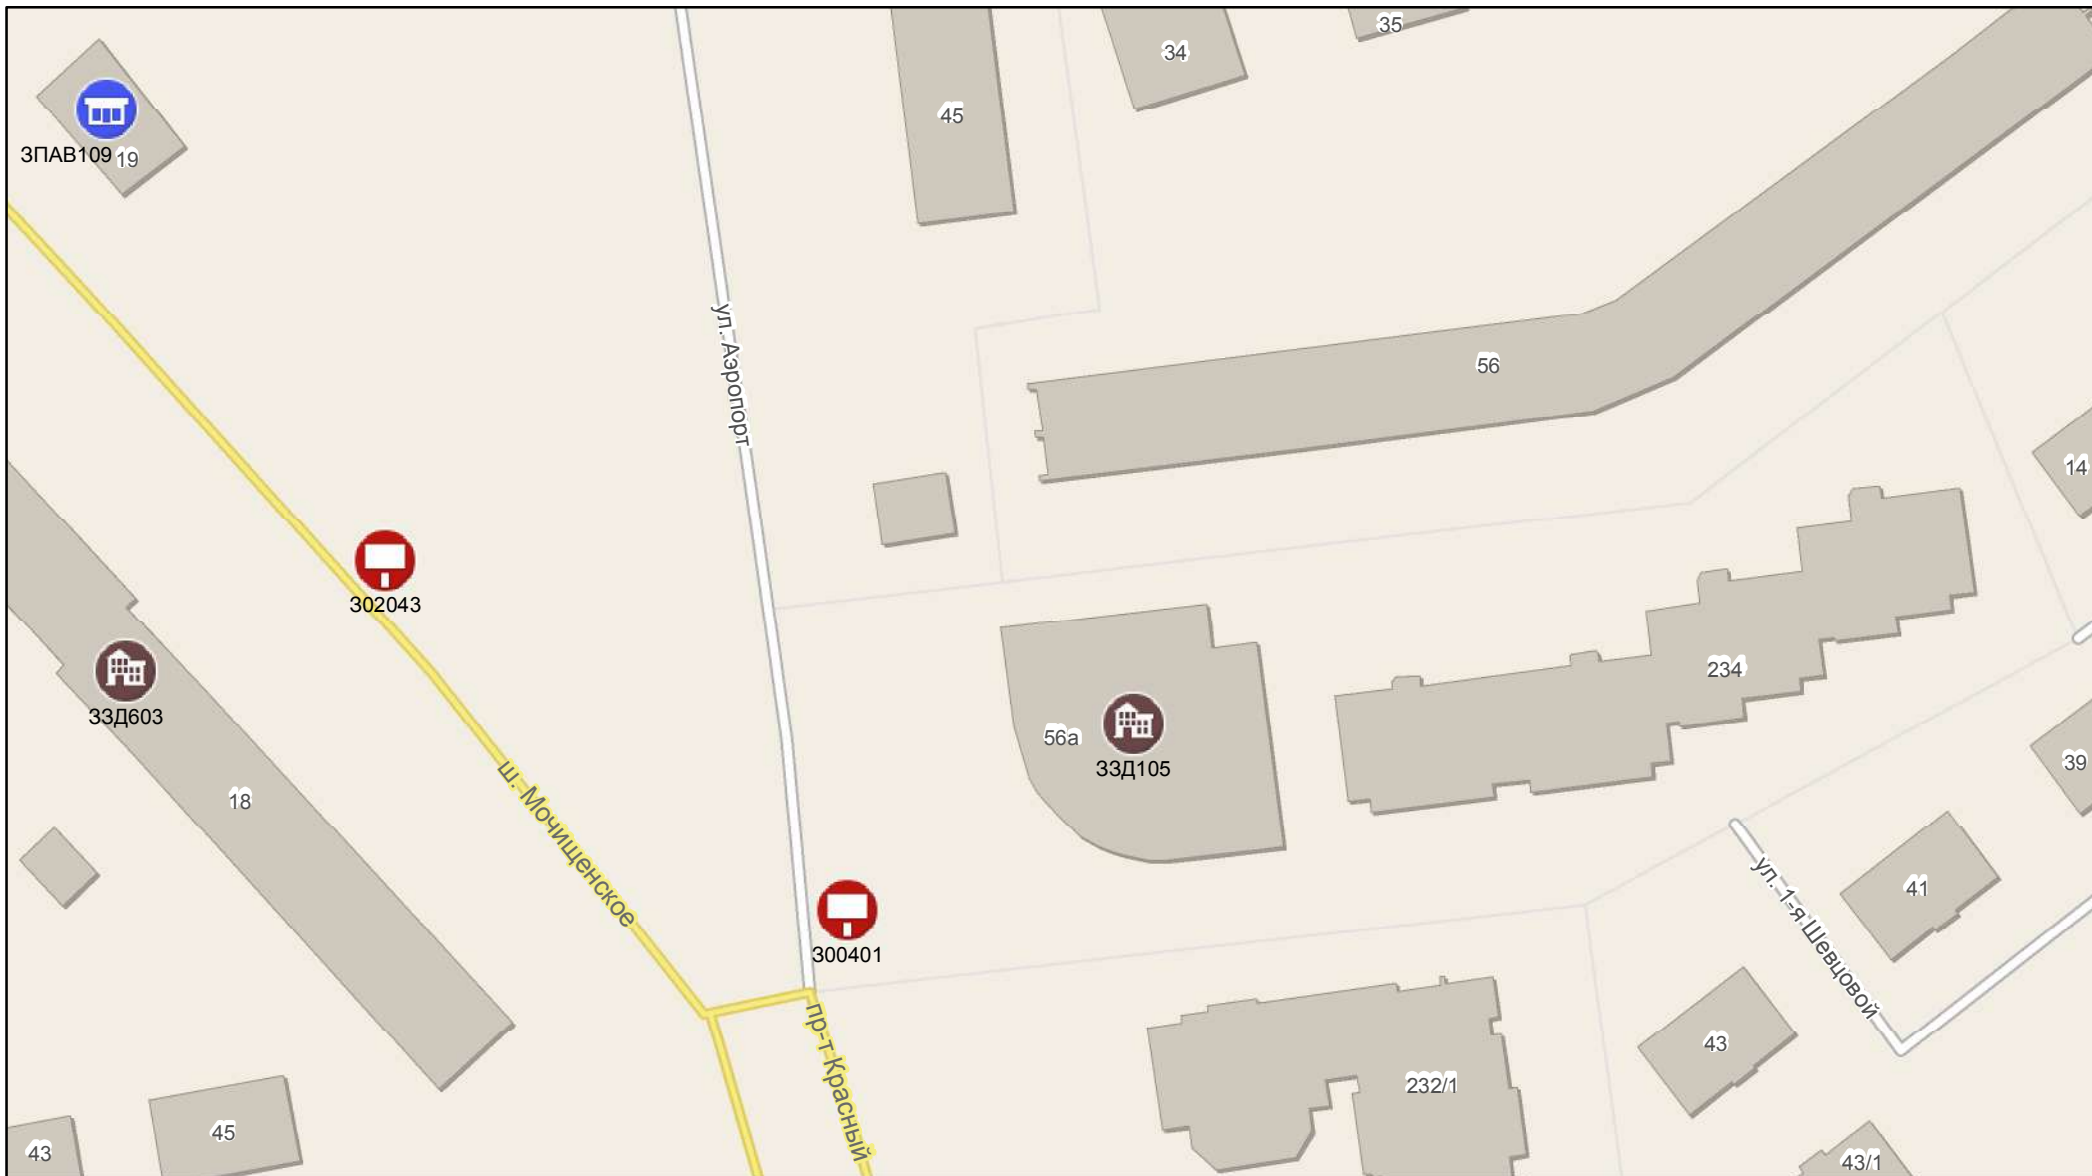 35
34
45
ЗПАВ109
19
ул. Аэропорт
56
14
302043
234
ЗЗД603
56а
ЗЗД105
39
18
ш. Мочищенское
41
ул. 1-я Шевцовой
300401
пр-т Красный
43
232/1
45
43
43/1